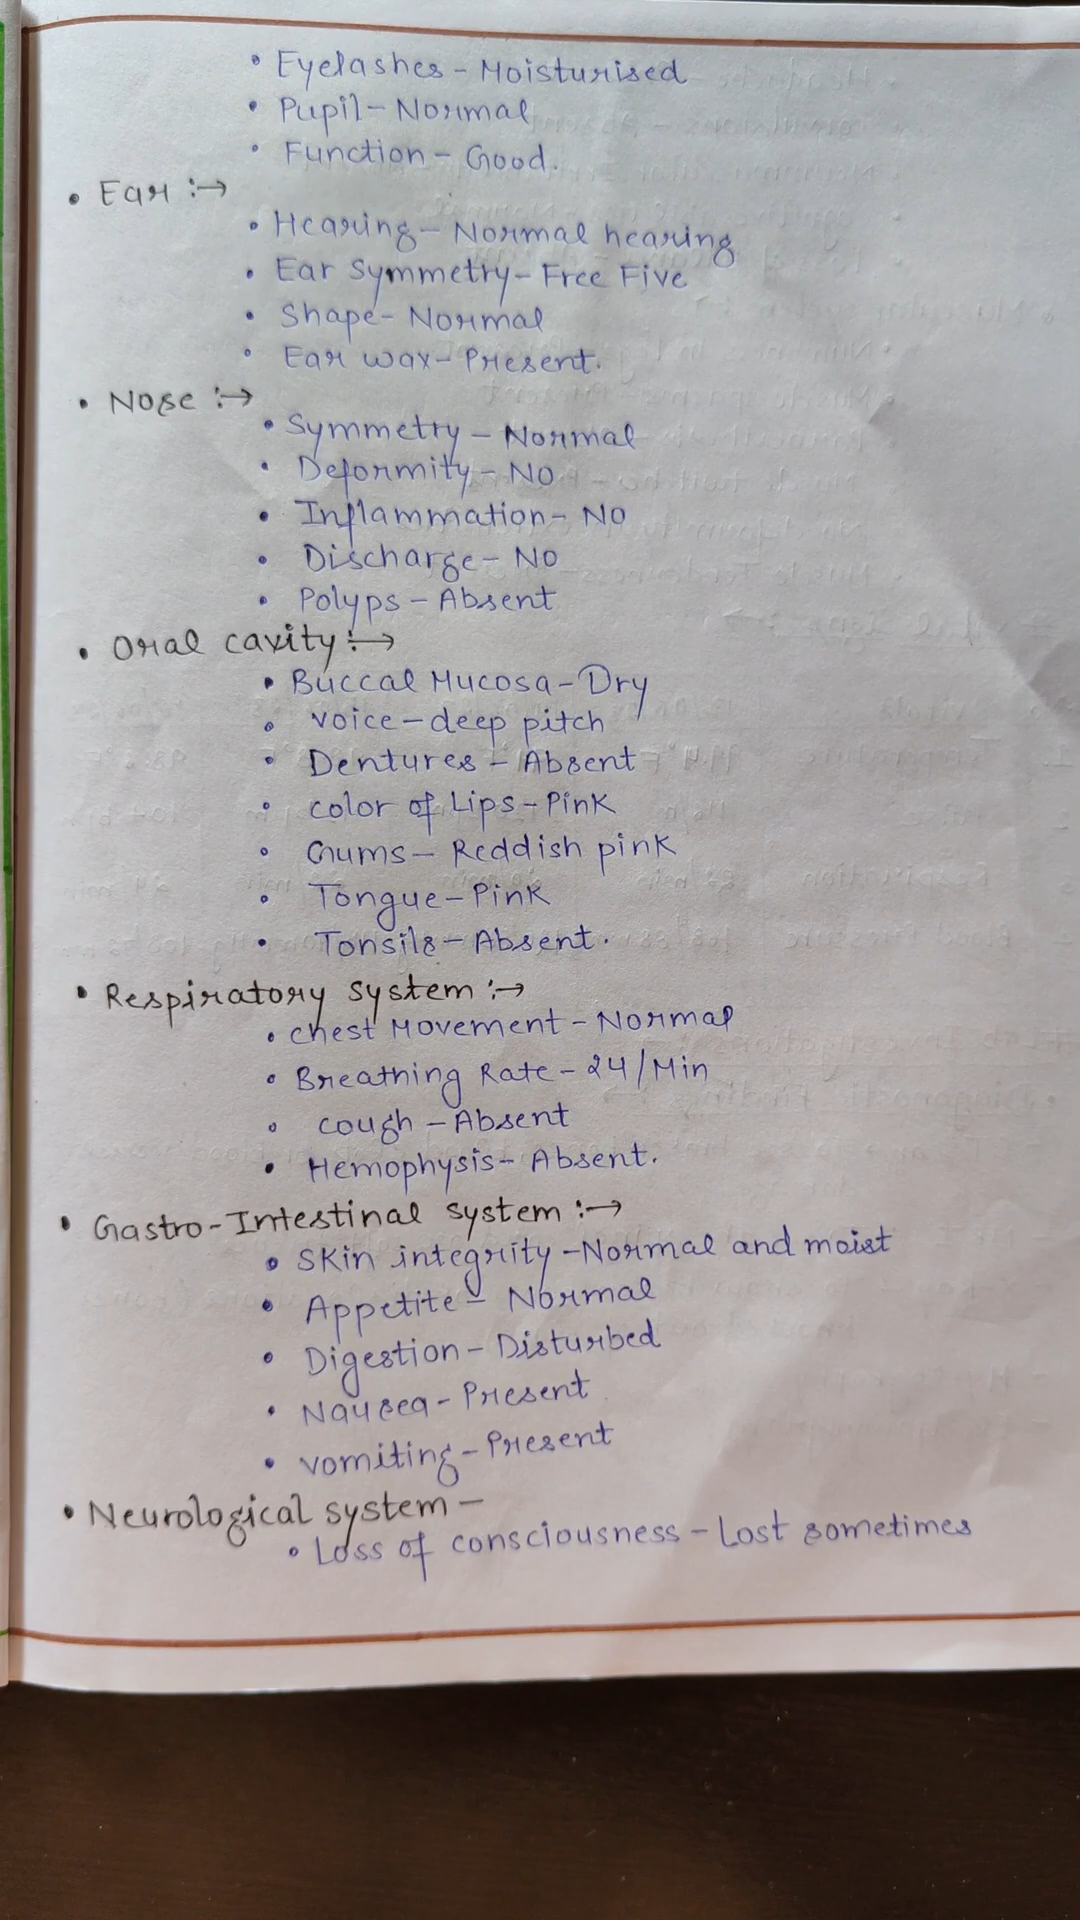 • Eyelashes - Moisturised
• Pupil - Normal
• Function - Good.
• Ear :→
• Hearing - Normal hearing
• Ear Symmetry - Free Five
• Shape - Normal
• Ear wax - Present.
• Nose :→
• Symmetry - Normal
• Deformity - NO
• Inflammation - NO
• Discharge - NO
• Polyps - Absent
• Oral cavity :→
• Buccal Mucosa - Dry
• voice - deep pitch
• Dentures - Absent
• color of Lips - Pink
• Gums - Reddish pink
• Tongue - Pink
• Tonsils - Absent.
• Respiratory system :→
• chest Movement - Normal
• Breathing Rate - 24/Min
• cough - Absent
• Hemophysis - Absent.
• Gastro-Intestinal system :→
• Skin integrity - Normal and moist
• Appetite - Normal
• Digestion - Disturbed
• Nausea - Present
• vomiting - Present
• Neurological system -
• Loss of consciousness - Lost sometimes